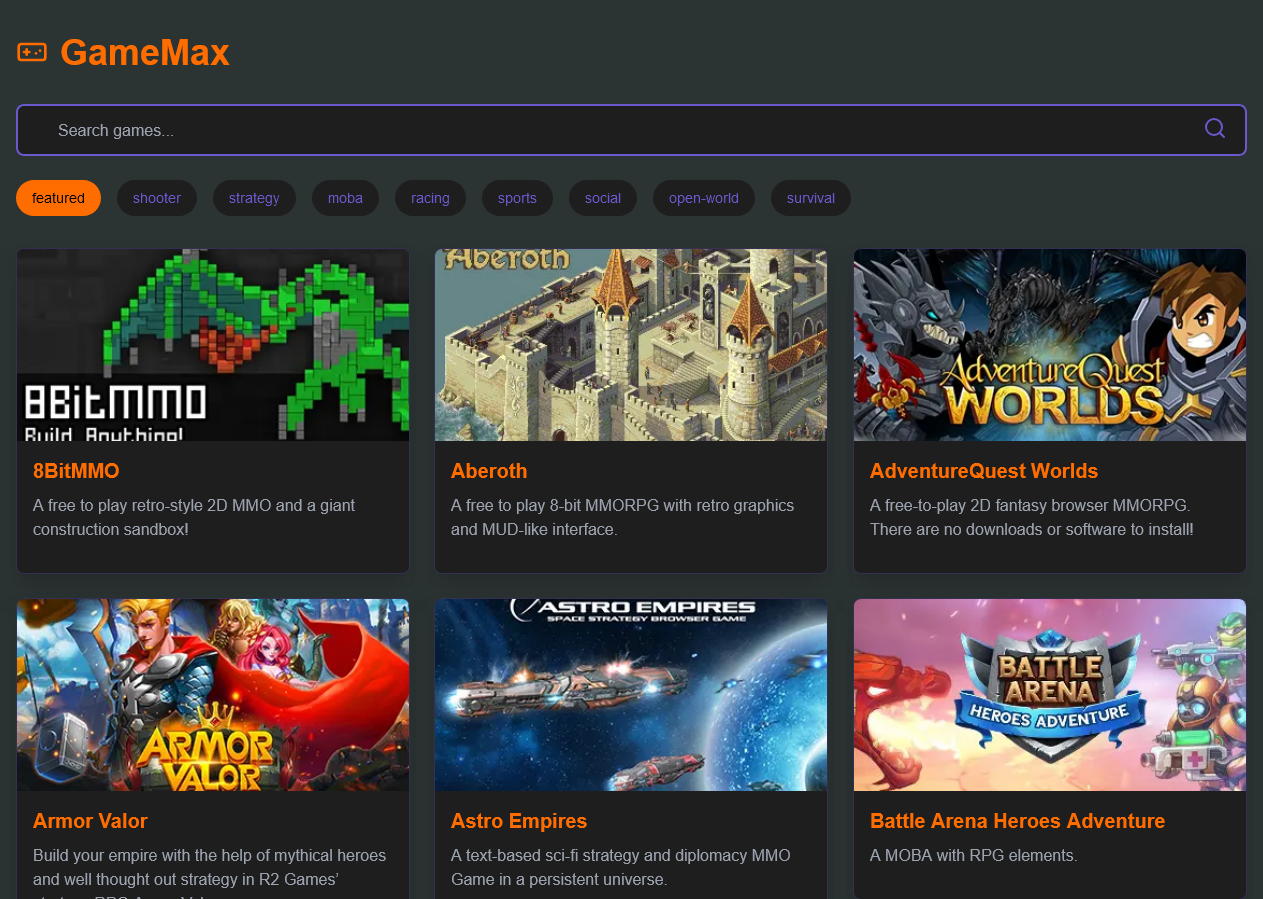 GameMax
Search games...
featured
shooter
strategy
moba
racing
sports
social
open-world
survival
8BitMMO
Build Anything!
Aberoth
AdventureQuest
WORLDS
8BitMMO
A free to play retro-style 2D MMO and a giant
construction sandbox!
Aberoth
A free to play 8-bit MMORPG with retro graphics
and MUD-like interface.
AdventureQuest Worlds
A free-to-play 2D fantasy browser MMORPG.
There are no downloads or software to install!
ARMOR
VALOR
ASTRO EMPIRES
SPACE STRATEGY BROWSER GAME
BATTLE
ARENA
HEROES ADVENTURE
Armor Valor
Build your empire with the help of mythical heroes
and well thought out strategy in R2 Games’
Astro Empires
A text-based sci-fi strategy and diplomacy MMO
Game in a persistent universe.
Battle Arena Heroes Adventure
A MOBA with RPG elements.